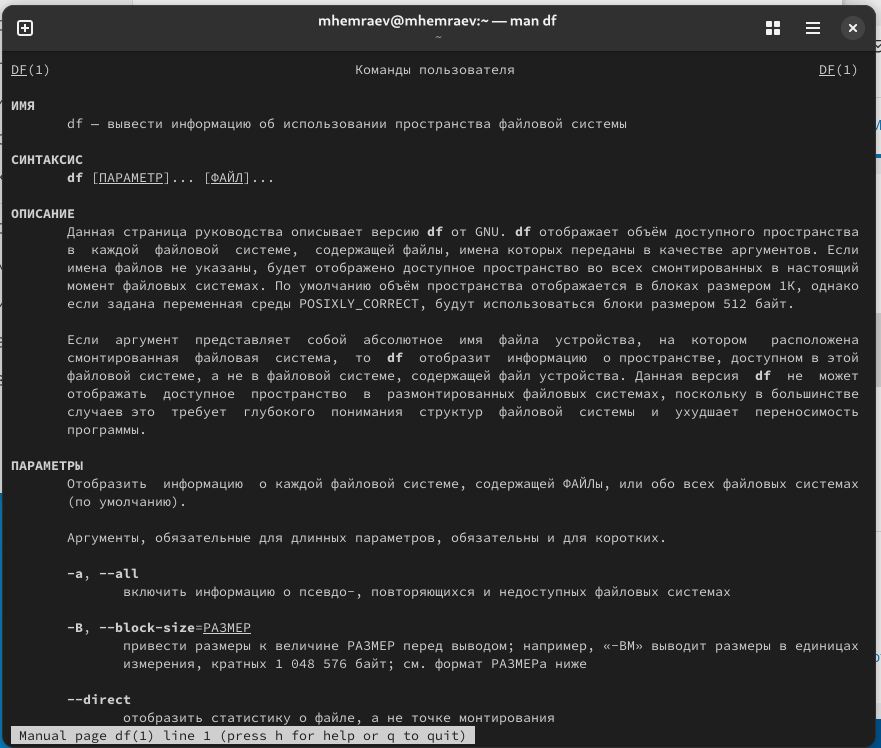 mhemraev@mhemraev:~ — man df
~
DF(1) Команды пользователя DF(1)
ИМЯ
df — вывести информацию об использовании пространства файловой системы
СИНТАКСИС
df [ПАРАМЕТР]... [ФАЙЛ]...
ОПИСАНИЕ
Данная страница руководства описывает версию df от GNU. df отображает объём доступного пространства
в каждой файловой системе, содержащей файлы, имена которых переданы в качестве аргументов. Если
имена файлов не указаны, будет отображено доступное пространство во всех смонтированных в настоящий
момент файловых системах. По умолчанию объём пространства отображается в блоках размером 1K, однако
если задана переменная среды POSIXLY_CORRECT, будут использоваться блоки размером 512 байт.
Если аргумент представляет собой абсолютное имя файла устройства, на котором расположена
смонтированная файловая система, то df отобразит информацию о пространстве, доступном в этой
файловой системе, а не в файловой системе, содержащей файл устройства. Данная версия df не может
отображать доступное пространство в размонтированных файловых системах, поскольку в большинстве
случаев это требует глубокого понимания структур файловой системы и ухудшает переносимость
программы.
ПАРАМЕТРЫ
Отобразить информацию о каждой файловой системе, содержащей ФАЙЛы, или обо всех файловых системах
(по умолчанию).
Аргументы, обязательные для длинных параметров, обязательны и для коротких.
-a, --all
включить информацию о псевдо-, повторяющихся и недоступных файловых системах
-B, --block-size=РАЗМЕР
привести размеры к величине РАЗМЕР перед выводом; например, «-BM» выводит размеры в единицах
измерения, кратных 1 048 576 байт; см. формат РАЗМЕРа ниже
--direct
отобразить статистику о файле, а не точке монтирования
Manual page df(1) line 1 (press h for help or q to quit)